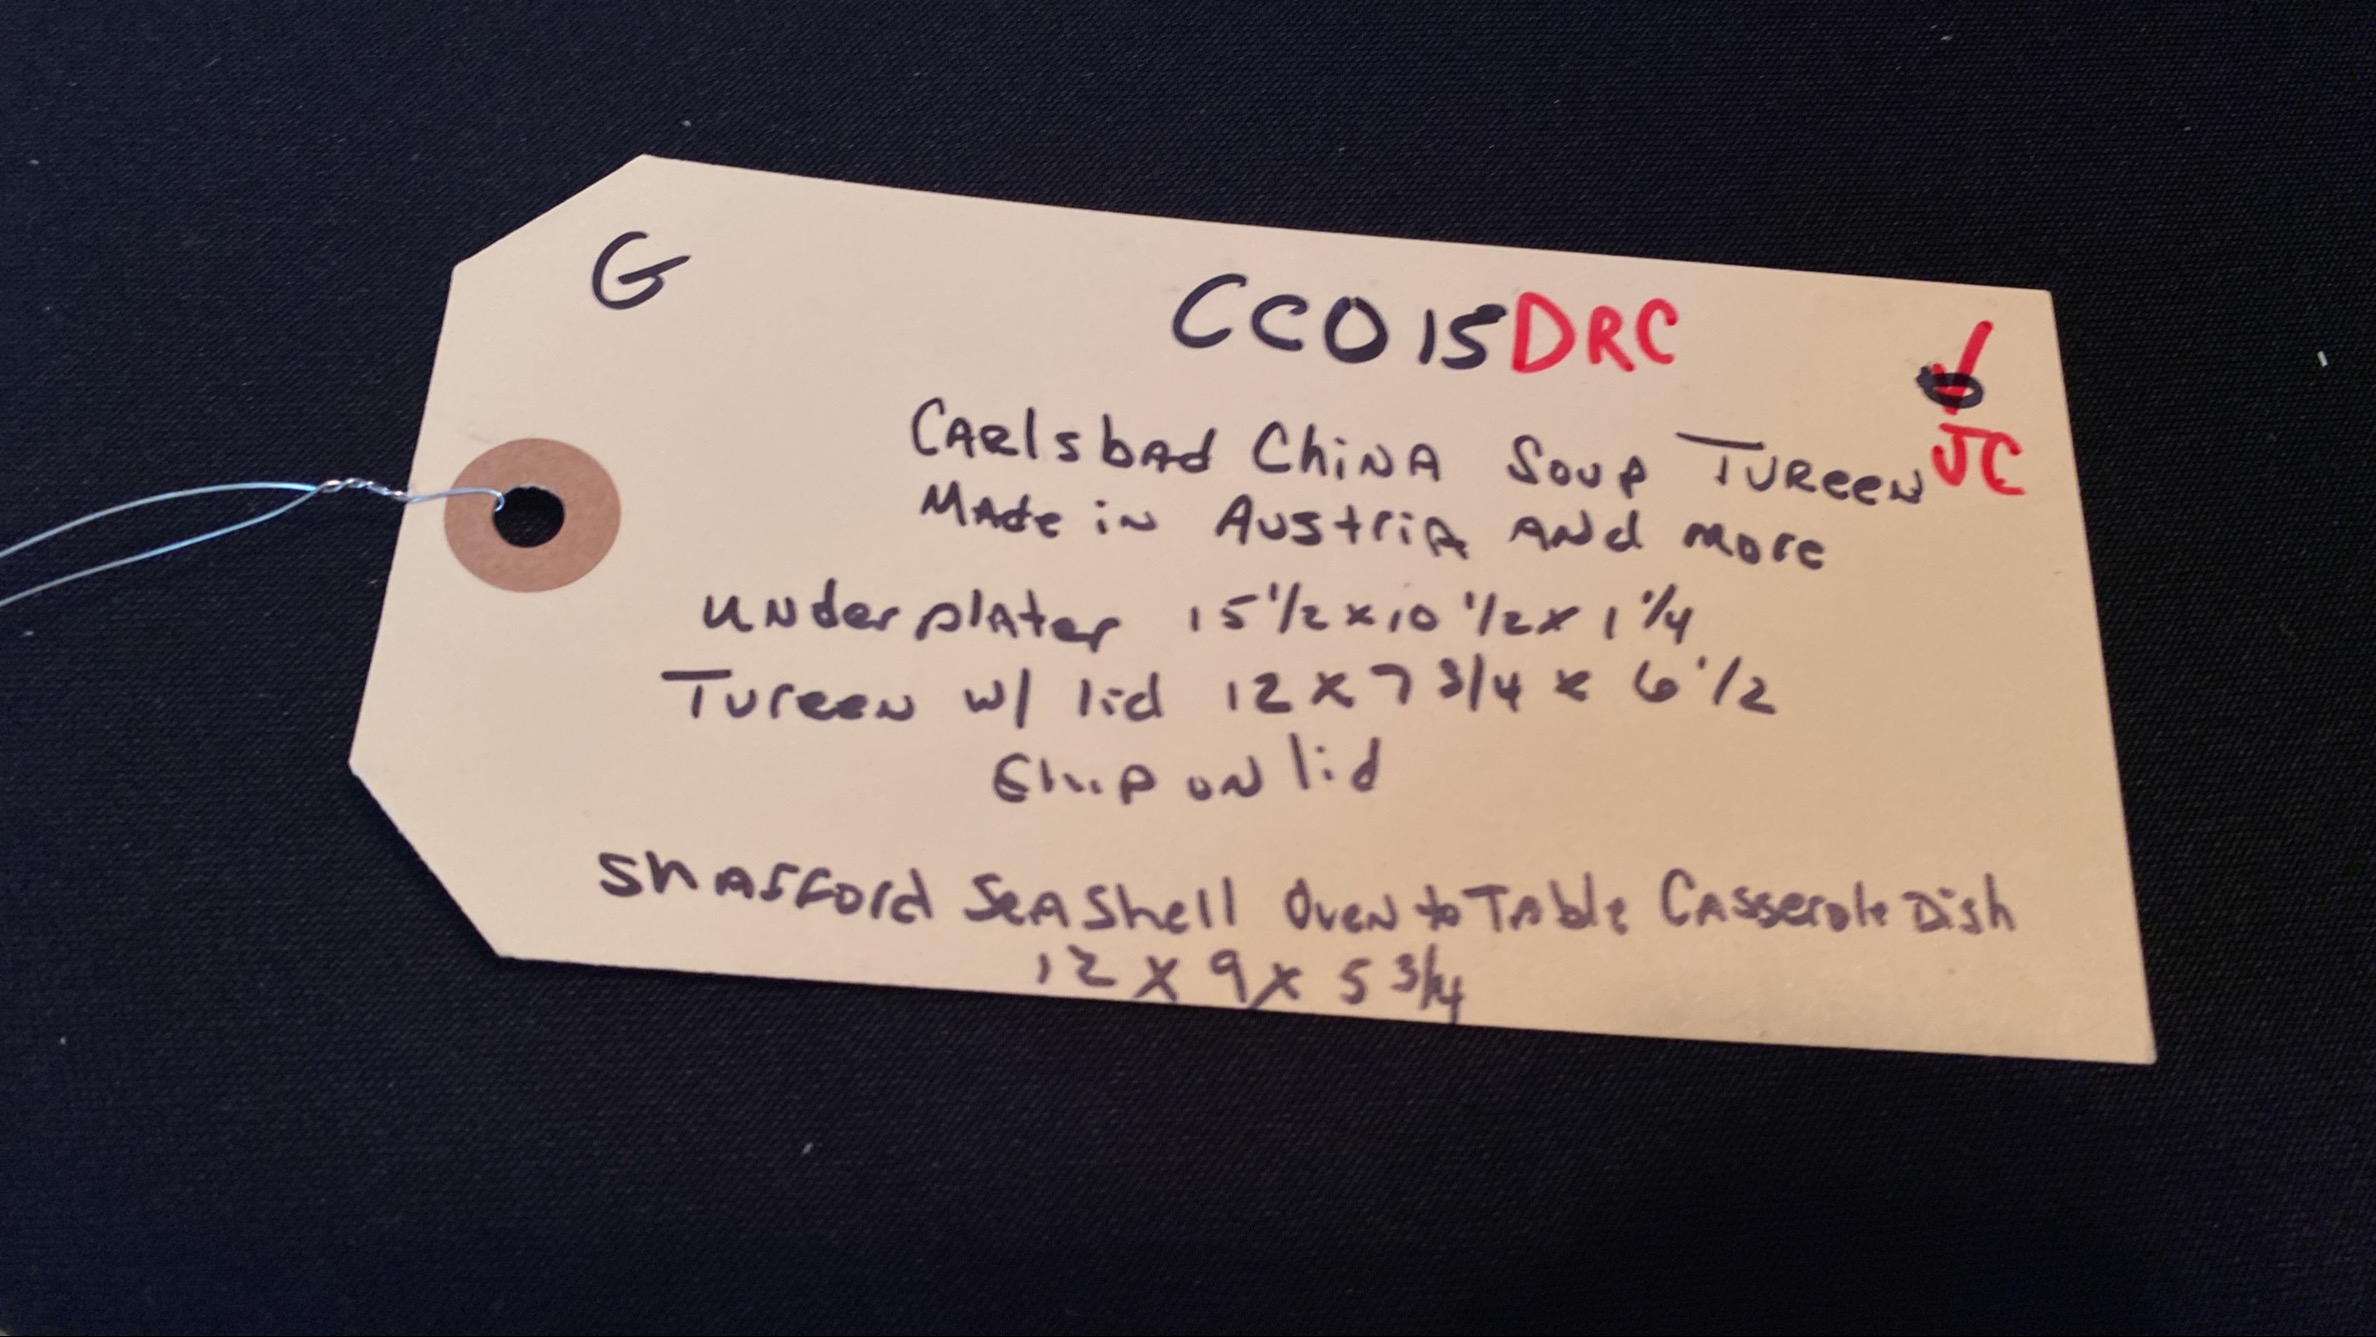 G
CC015DRC
JC
Carlsbad China Soup Tureen
Made in Austria and more
underplater 15 1/2 x 10 1/2 x 1 1/4
Tureen w/ lid 12 x 7 3/4 x 6 1/2
Chip on lid
Shafford Seashell Oven to Table Casserole Dish
12 x 9 x 5 3/4